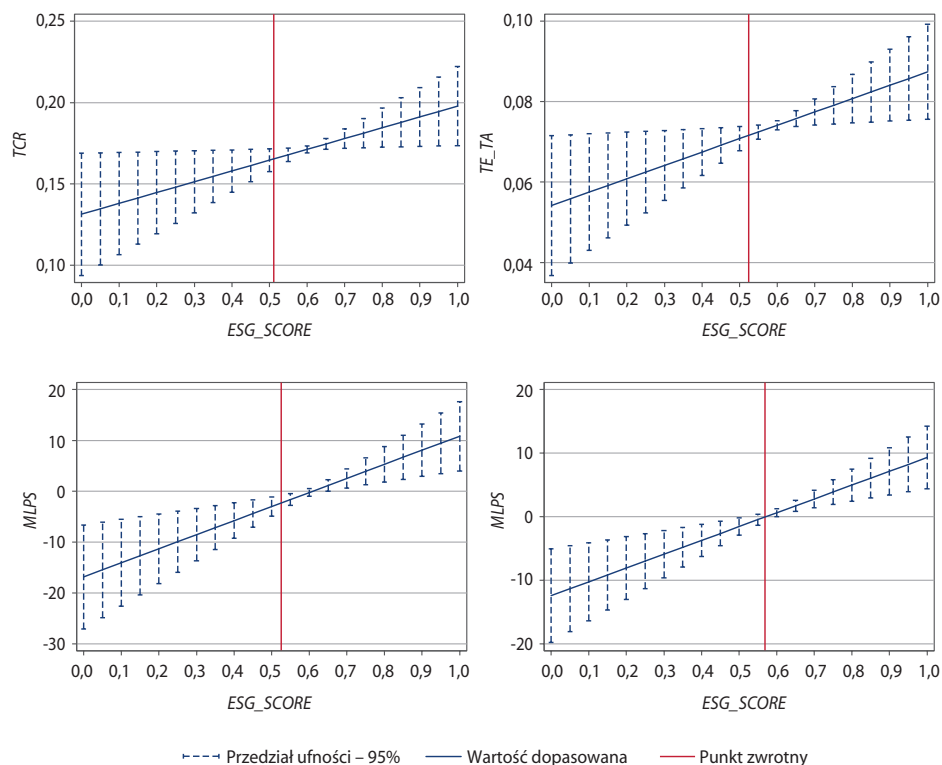 0,25
0,20
0,15
0,10
TCR
0,0 0,1 0,2 0,3 0,4 0,5 0,6 0,7 0,8 0,9 1,0
ESG_SCORE
0,10
0,08
0,06
0,04
TE_TA
0,0 0,1 0,2 0,3 0,4 0,5 0,6 0,7 0,8 0,9 1,0
ESG_SCORE
20
10
0
-10
-20
-30
MLPS
0,0 0,1 0,2 0,3 0,4 0,5 0,6 0,7 0,8 0,9 1,0
ESG_SCORE
20
10
0
-10
-20
MLPS
0,0 0,1 0,2 0,3 0,4 0,5 0,6 0,7 0,8 0,9 1,0
ESG_SCORE
Przedział ufności – 95% Wartość dopasowana Punkt zwrotny